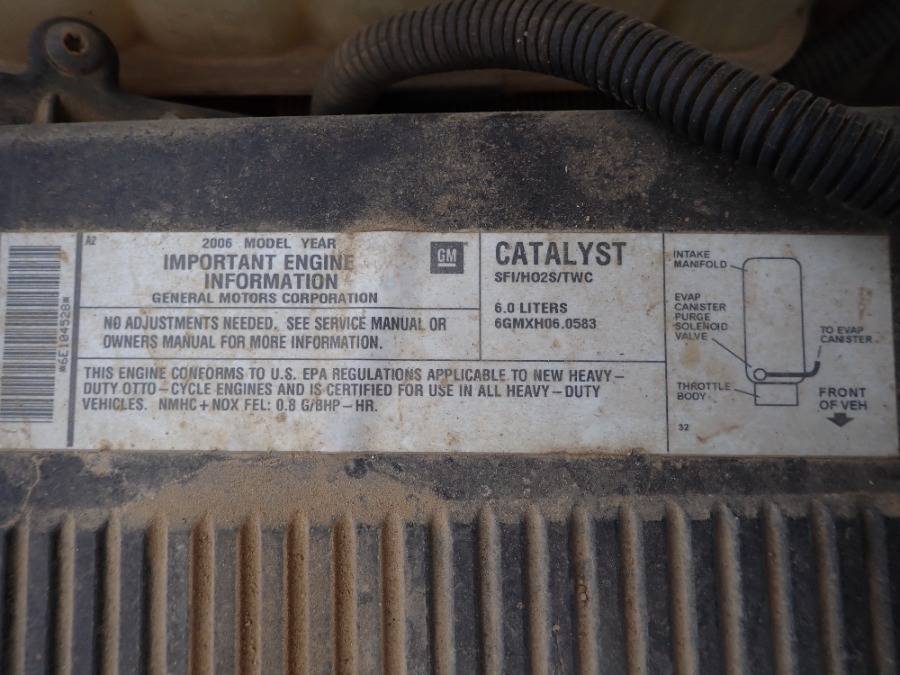 *6E104528*
A2
2006 MODEL YEAR
IMPORTANT ENGINE
INFORMATION
GENERAL MOTORS CORPORATION
GM
NO ADJUSTMENTS NEEDED. SEE SERVICE MANUAL OR
OWNERS MANUAL FOR MORE INFORMATION.
CATALYST
SFI/HO2S/TWC
6.0 LITERS
6GMXH06.0583
THIS ENGINE CONFORMS TO U.S. EPA REGULATIONS APPLICABLE TO NEW HEAVY-
DUTY OTTO-CYCLE ENGINES AND IS CERTIFIED FOR USE IN ALL HEAVY-DUTY
VEHICLES. NMHC+NOX FEL: 0.8 G/BHP-HR.
INTAKE
MANIFOLD
EVAP
CANISTER
PURGE
SOLENOID
VALVE
TO EVAP
CANISTER
THROTTLE
BODY
FRONT
OF VEH
32